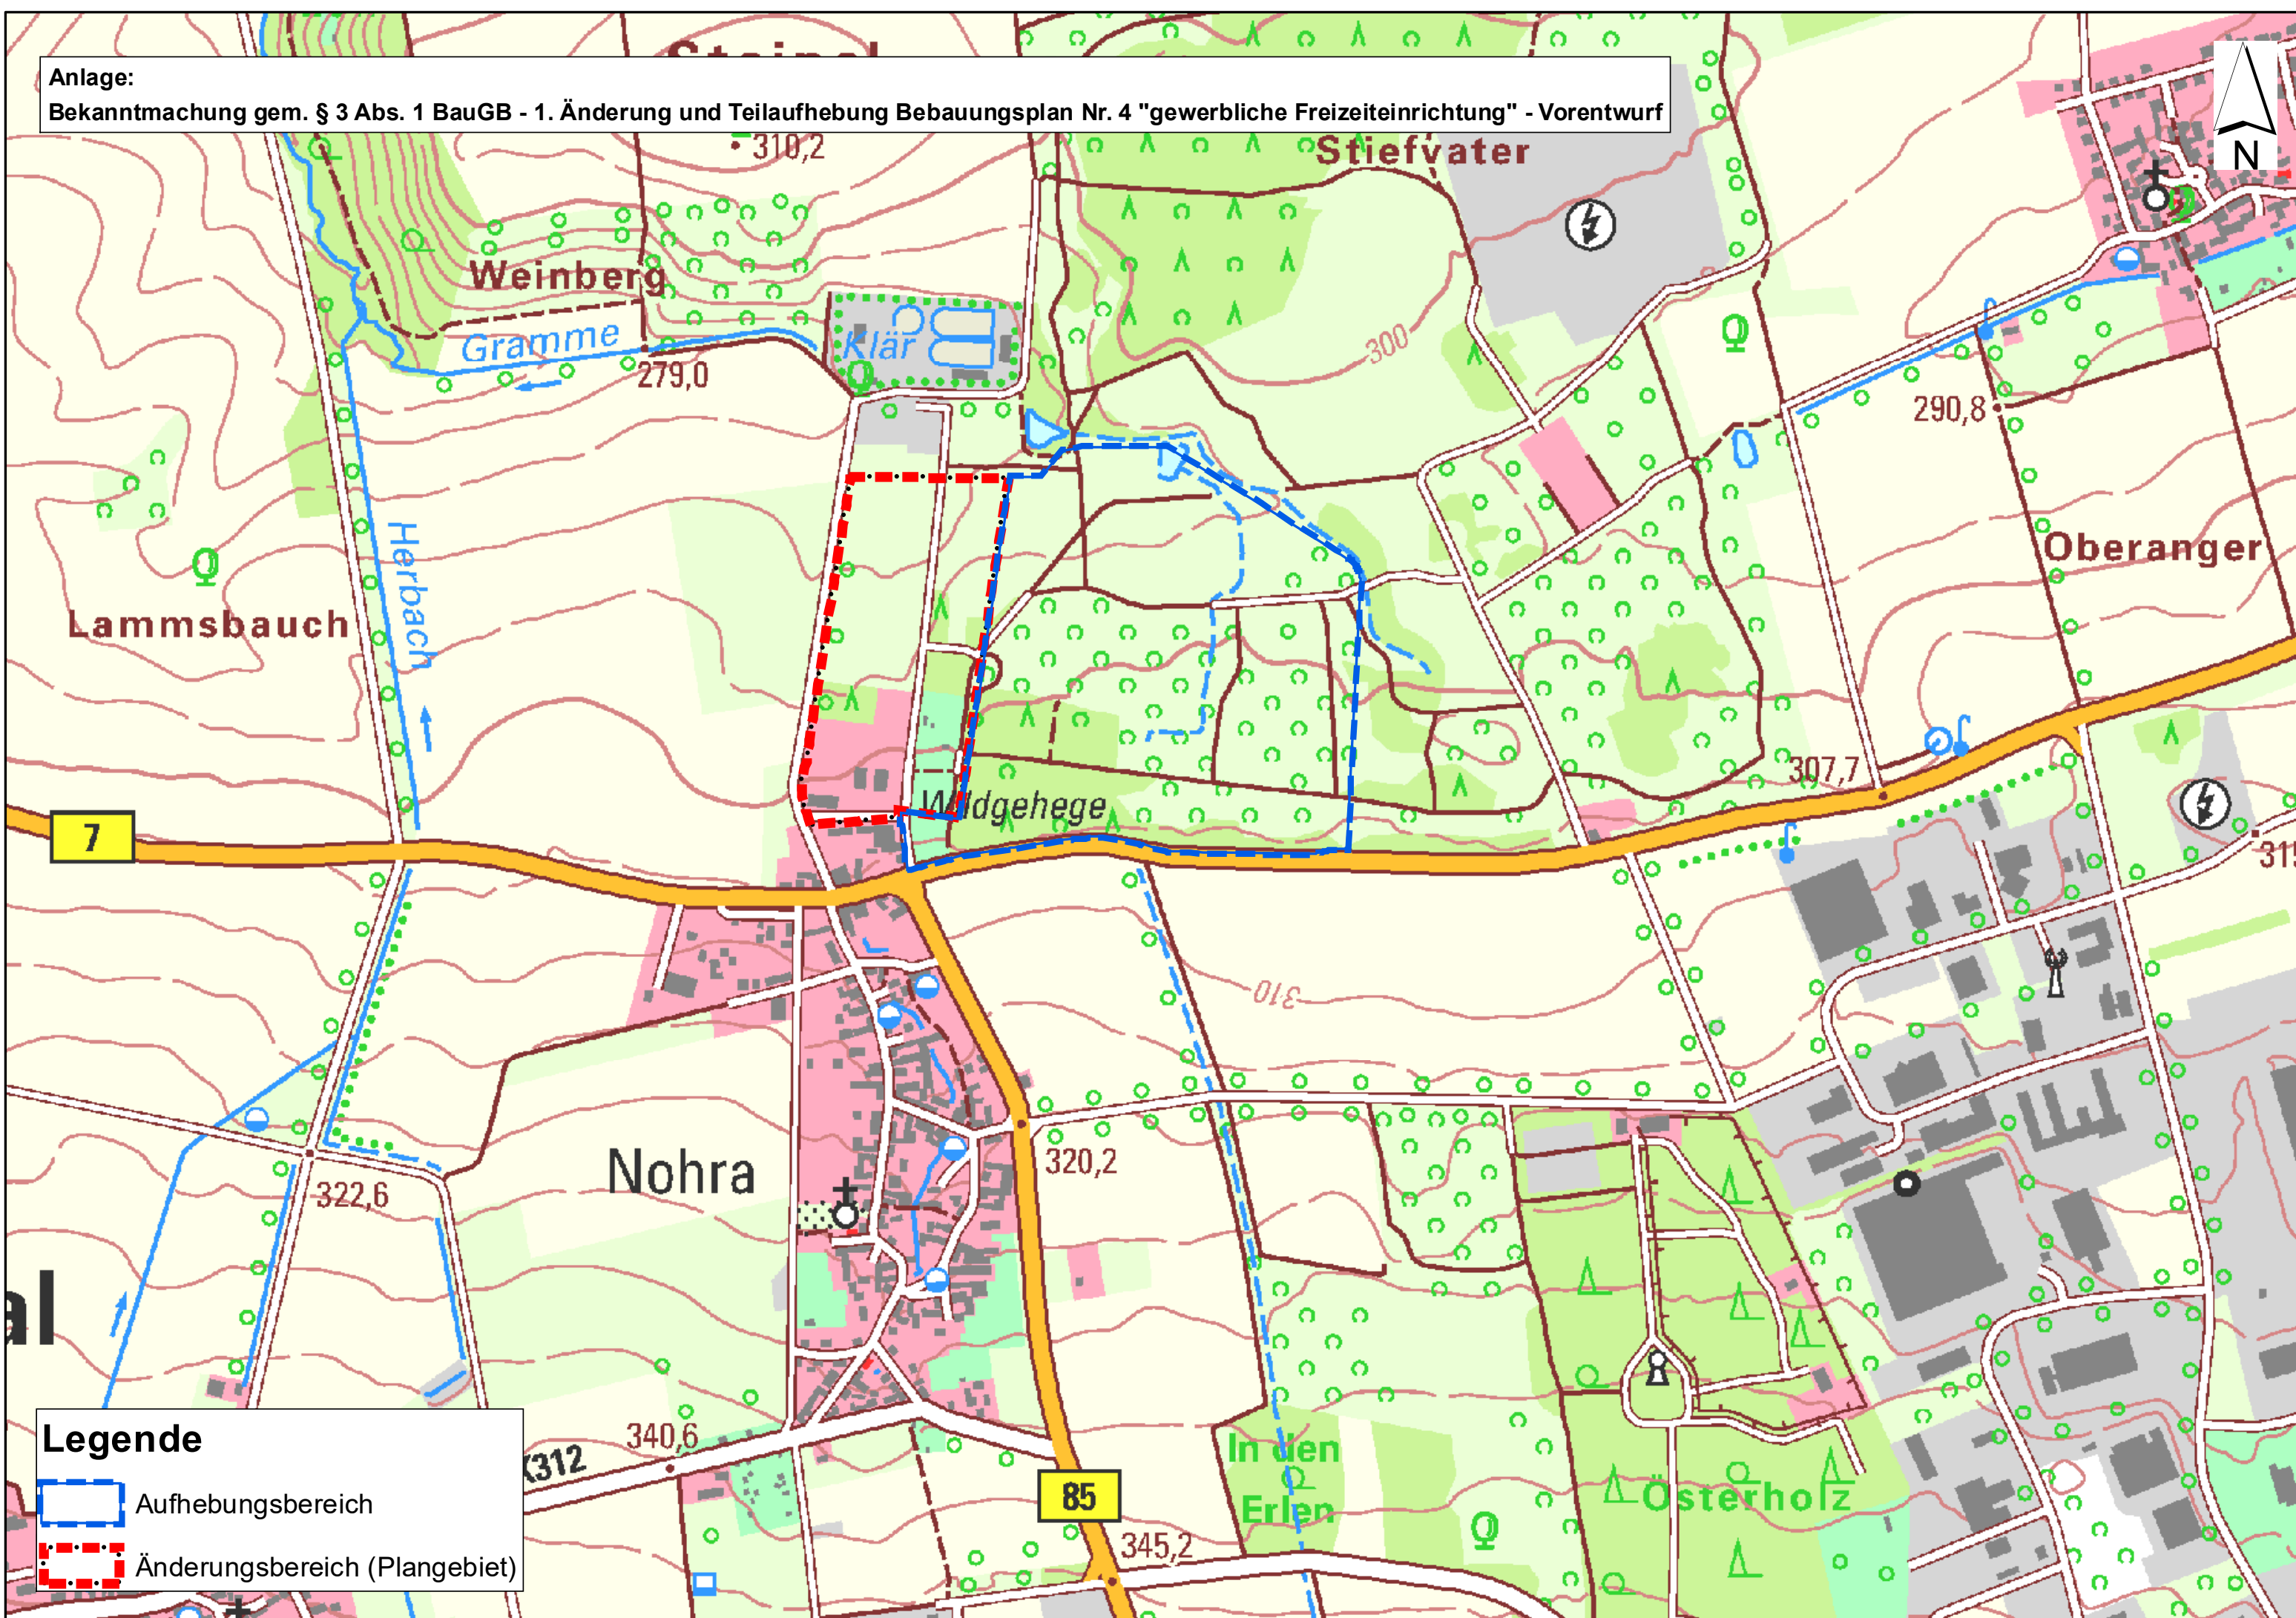 Anlage:
Bekanntmachung gem. § 3 Abs. 1 BauGB - 1. Änderung und Teilaufhebung Bebauungsplan Nr. 4 "gewerbliche Freizeiteinrichtung" - Vorentwurf
N
310,2
Stiefvater
Weinberg
Gramme
Klär
300
279,0
290,8
Herbach
Oberanger
Lammsbauch
307,7
Wildgehege
7
310
Nohra
320,2
322,6
al
340,6
K312
In den
Erlen
85
Österholz
345,2
Legende
Aufhebungsbereich
Änderungsbereich (Plangebiet)